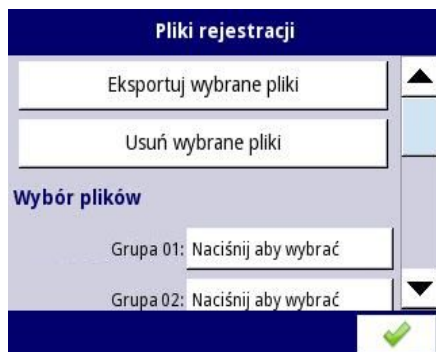 Pliki rejestracji
Eksportuj wybrane pliki
Usuń wybrane pliki
Wybór plików
Grupa 01: Naciśnij aby wybrać
Grupa 02: Naciśnij aby wybrać